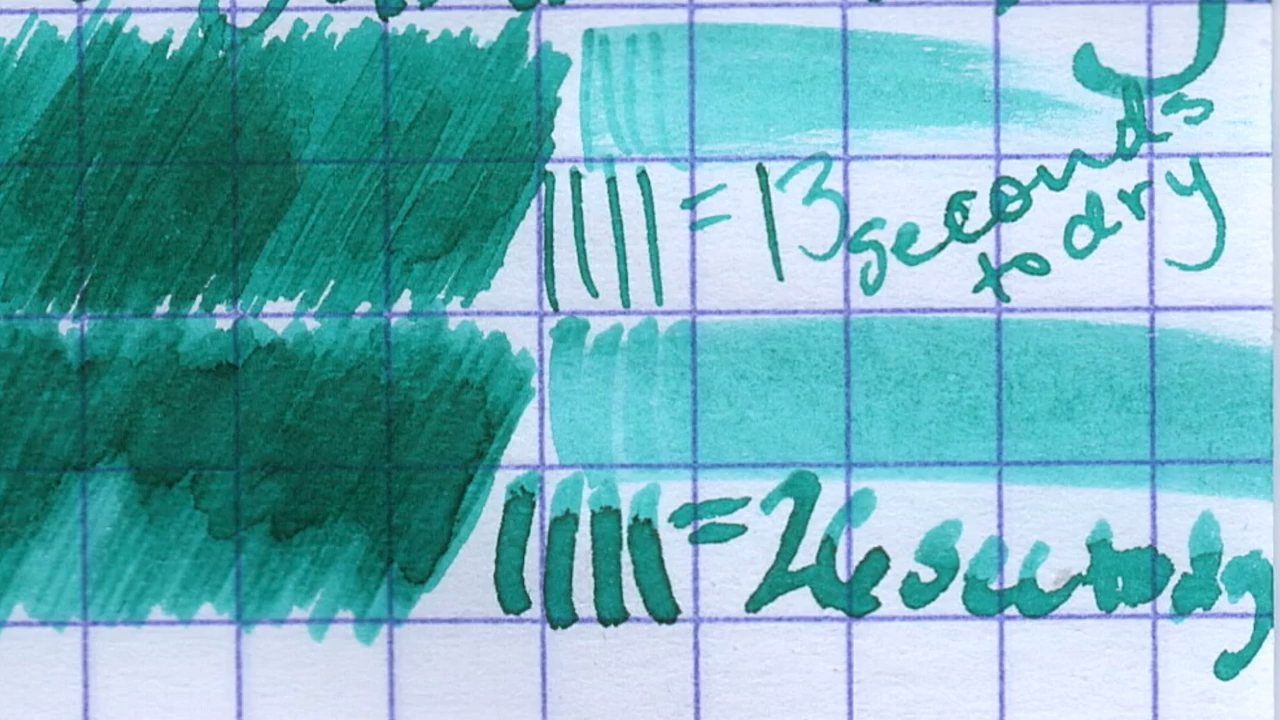 |||| = 13 seconds
to dry
|||| = 26 seconds